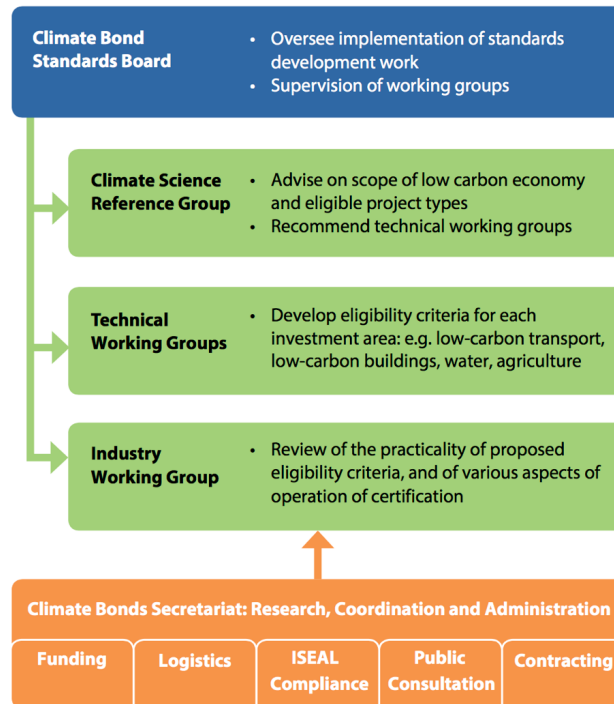 Climate Bond
Standards Board
• Oversee implementation of standards
development work
• Supervision of working groups
Climate Science
Reference Group
• Advise on scope of low carbon economy
and eligible project types
• Recommend technical working groups
Technical
Working Groups
• Develop eligibility criteria for each
investment area: e.g. low-carbon transport,
low-carbon buildings, water, agriculture
Industry
Working Group
• Review of the practicality of proposed
eligibility criteria, and of various aspects of
operation of certification
Climate Bonds Secretariat: Research, Coordination and Administration
Funding
Logistics
ISEAL
Compliance
Public
Consultation
Contracting